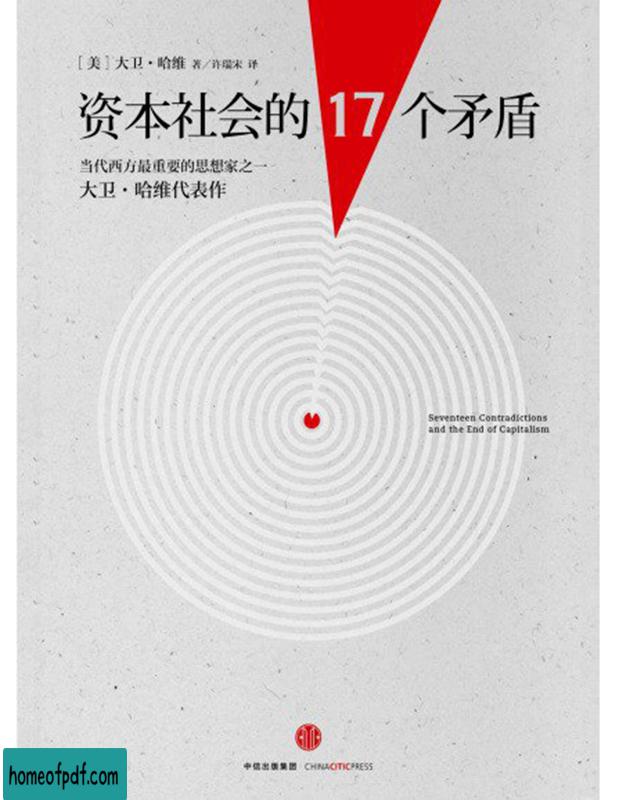 [美]大卫·哈维 著／许瑞宋 译
资本社会的17个矛盾
当代西方最重要的思想家之一
大卫·哈维代表作
Seventeen Contradictions
and the End of Capitalism
中信出版集团 CHINACITICPRESS
homeofpdf.com